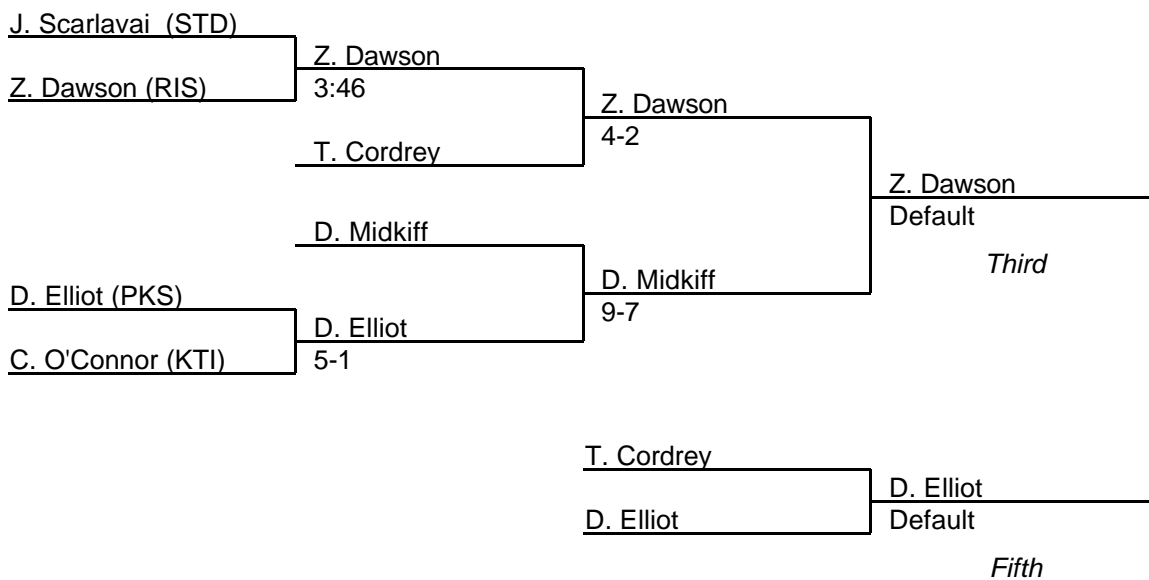 J. Scarlavai (STD)
Z. Dawson
Z. Dawson (RIS)
3:46
Z. Dawson
4-2
T. Cordrey
Z. Dawson
Default
D. Midkiff
Third
D. Elliot (PKS)
D. Midkiff
9-7
D. Elliot
C. O'Connor (KTI)
5-1
T. Cordrey
D. Elliot
D. Elliot
Default
Fifth